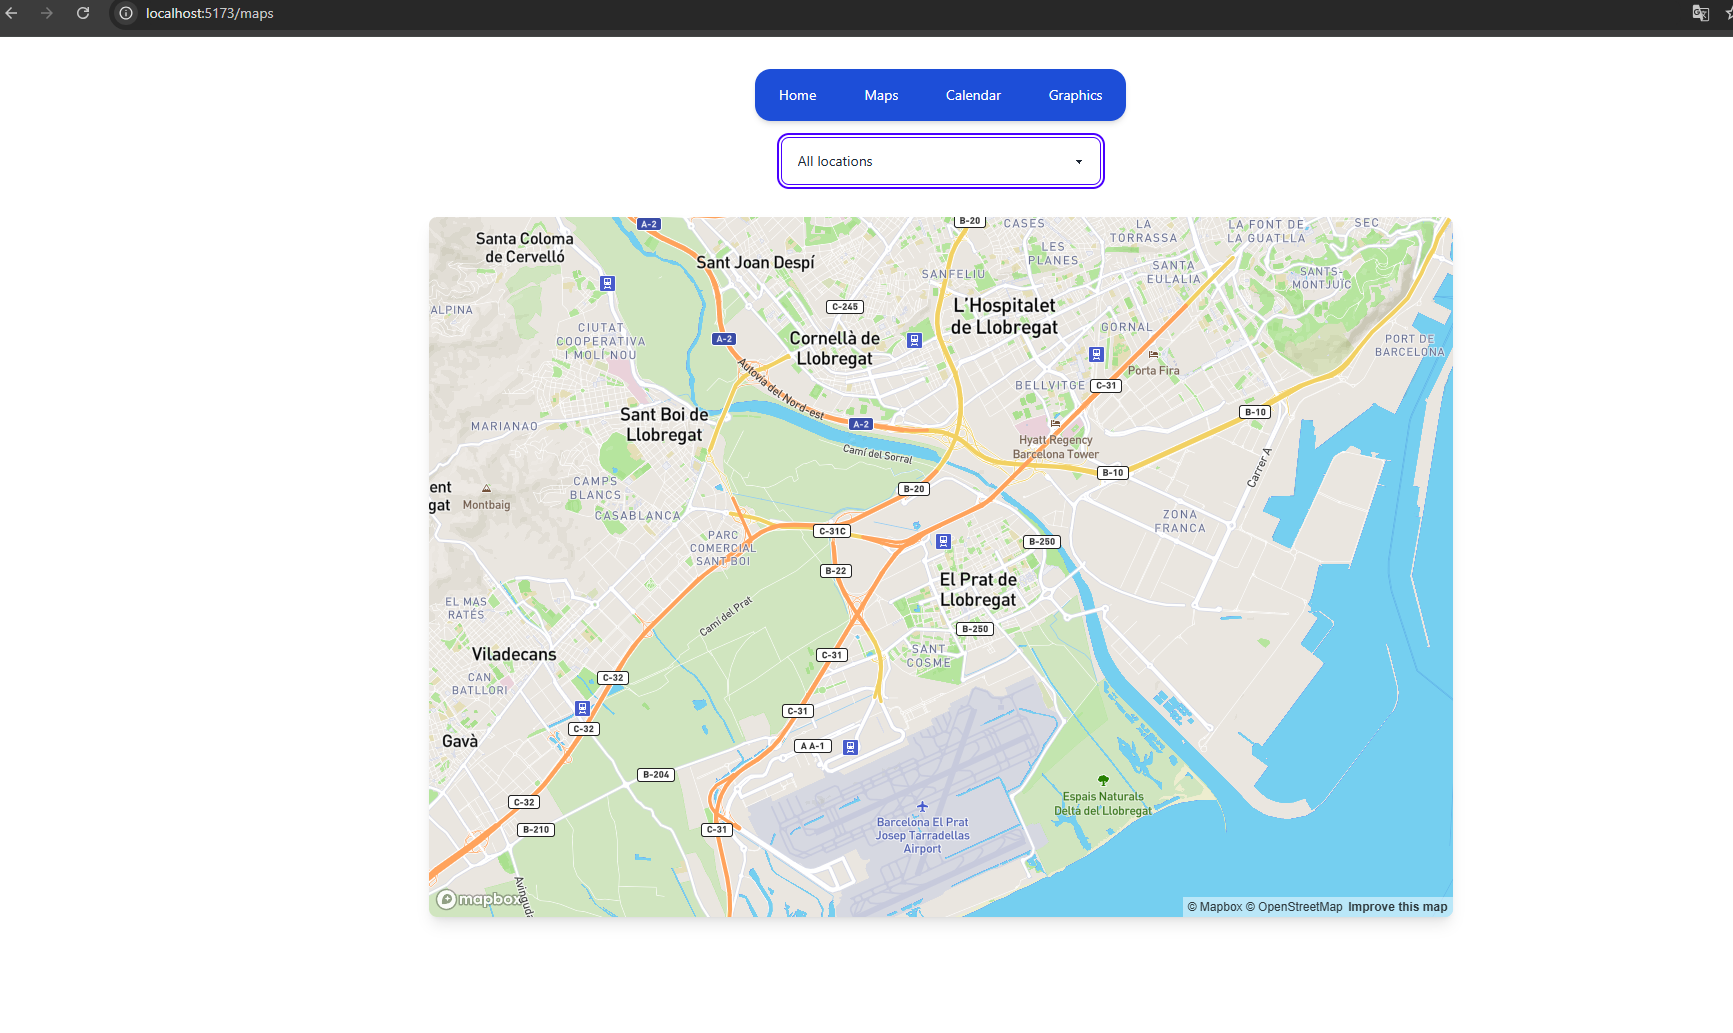 localhost:5173/maps
Home Maps Calendar Graphics
All locations
A-2
B-20
CASES
LA
TORRASSA
LA FONT DE
LA GUATLLA
SEC
Santa Coloma
de Cervelló
Sant Joan Despí
LES
PLANES
SANFELIU
SANTA
EULALIA
SANTS-
MONTJUÏC
ALPINA
C-245
L'Hospitalet
de Llobregat
CIUTAT
COOPERATIVA
I MOLÍ NOU
A-2
Cornellà de
Llobregat
GORNAL
PORT DE
BARCELONA
Autovia del Nord-est
Porta Fira
BELLVITGE
C-31
Sant Boi de
Llobregat
B-10
MARIANAO
A-2
Hyatt Regency
Barcelona Tower
Camí del Sorral
B-10
Carrer A
CAMPS
BLANCS
ent
gat
Montbaig
B-20
CASABLANCA
ZONA
FRANCA
PARC
COMERCIAL
SANT BOI
C-31C
B-250
B-22
El Prat de
Llobregat
EL MAS
RATÉS
Camí del Prat
B-250
Viladecans
C-31
SANT
COSME
CAN
BATLLORI
C-32
C-31
C-32
Gavà
A A-1
B-204
Espais Naturals
Delta del Llobregat
C-32
B-210
C-31
Barcelona El Prat
Josep Tarradellas
Airport
Avinguda
mapbox
© Mapbox © OpenStreetMap Improve this map